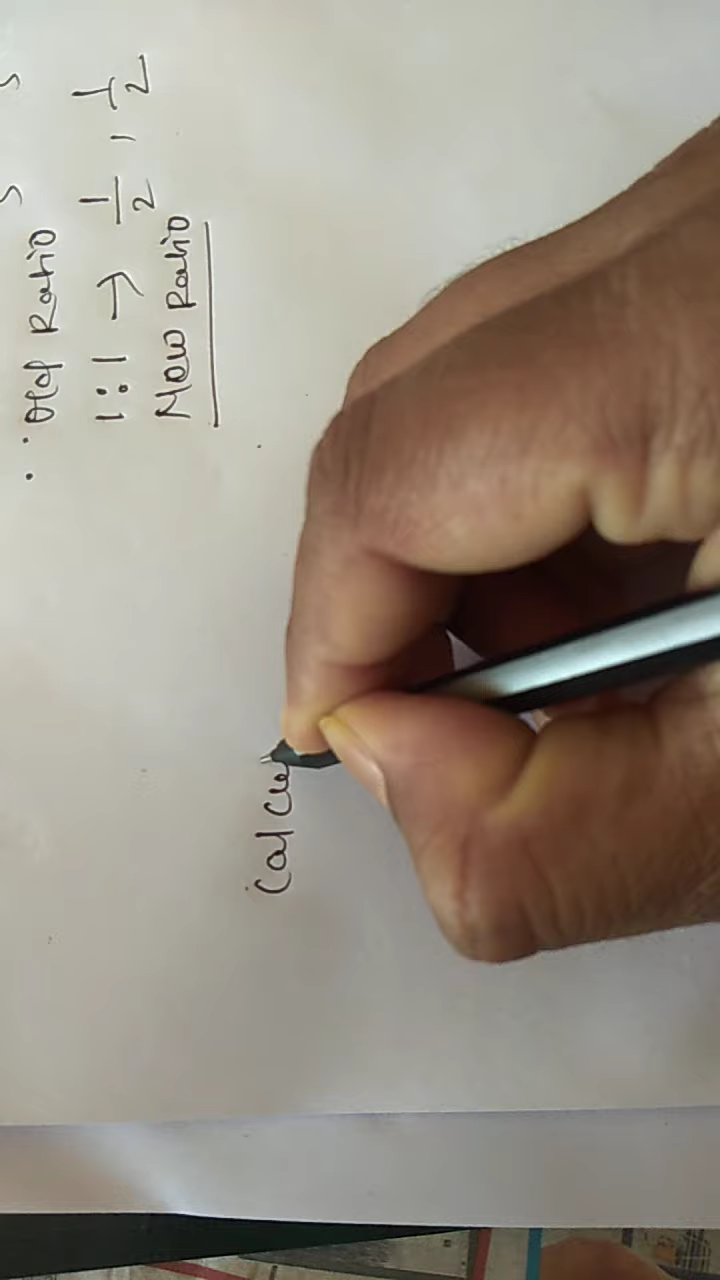 Old Ratio
1:1 → 1/2, 1/2
New Ratio
Calcu